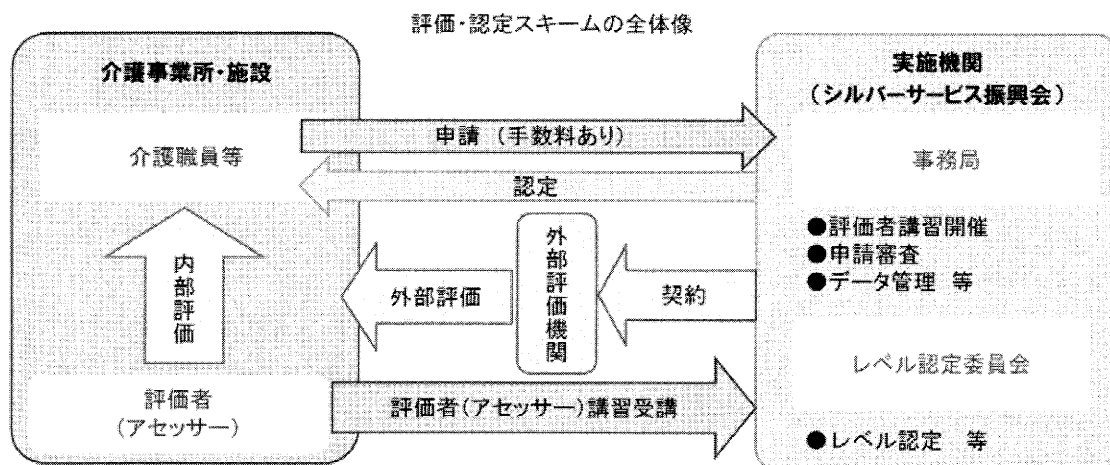 評価・認定スキームの全体像
介護事業所・施設
介護職員等
内部評価
評価者
(アセッサー)
申請 (手数料あり)
認定
外部評価
外部評価機関
契約
評価者(アセッサー)講習受講
実施機関
(シルバーサービス振興会)
事務局
●評価者講習開催
●申請審査
●データ管理 等
レベル認定委員会
●レベル認定 等